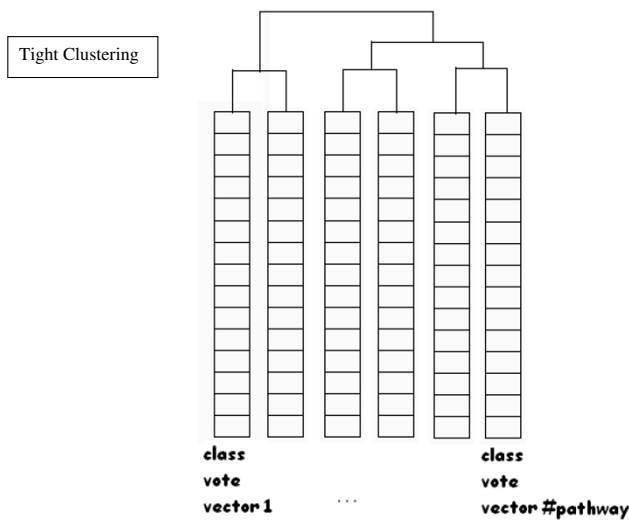 Tight Clustering
class
vote
vector 1
...
class
vote
vector #pathway